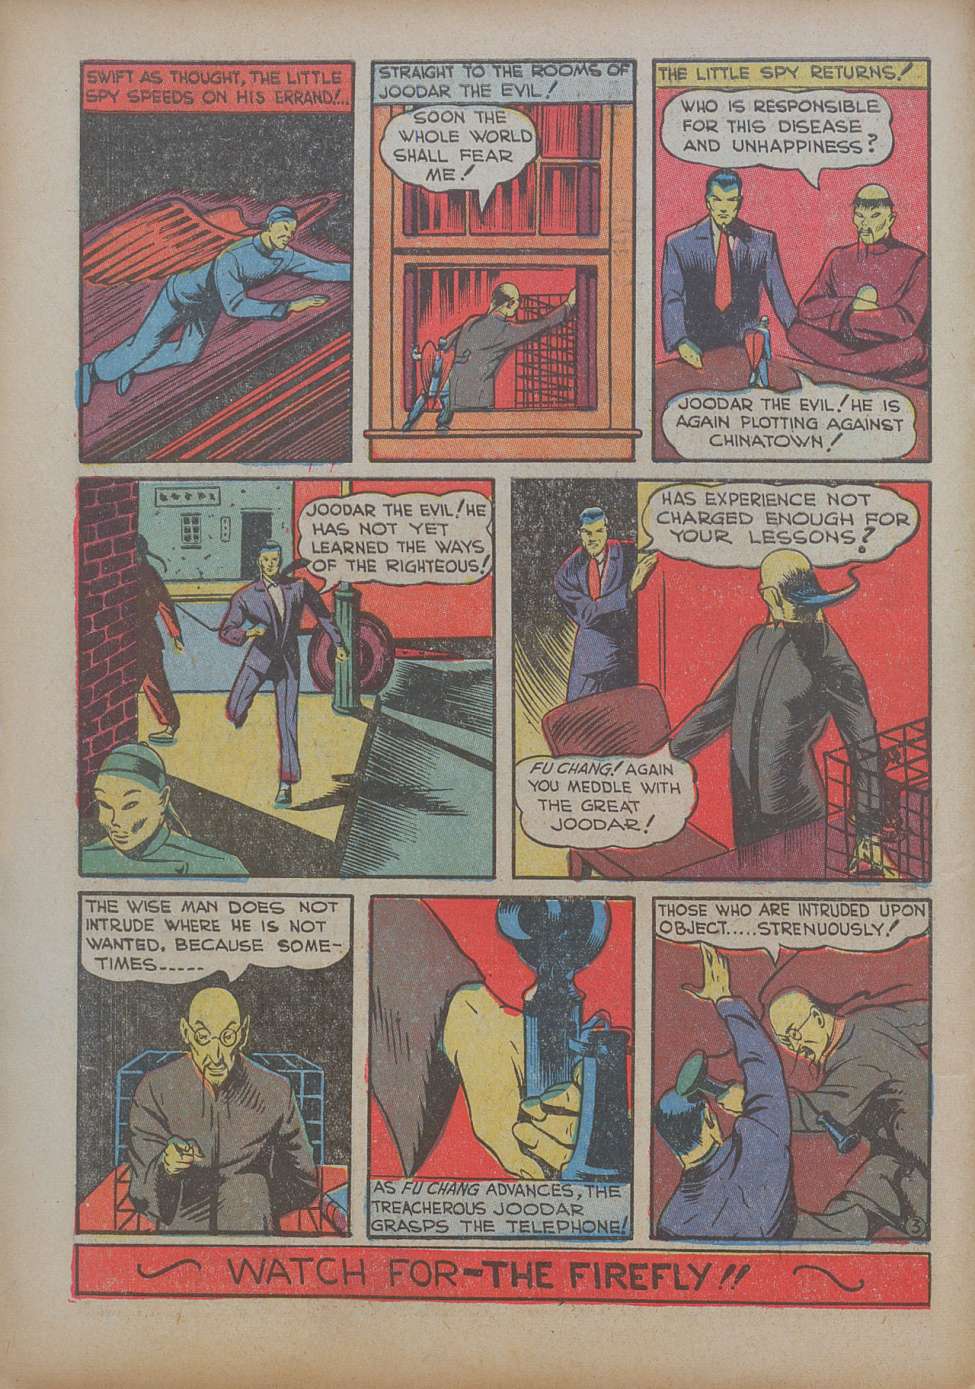 SWIFT AS THOUGHT, THE LITTLE
SPY SPEEDS ON HIS ERRAND!..
STRAIGHT TO THE ROOMS OF
JOODAR THE EVIL!
SOON THE
WHOLE WORLD
SHALL FEAR
ME!
THE LITTLE SPY RETURNS!
WHO IS RESPONSIBLE
FOR THIS DISEASE
AND UNHAPPINESS?
JOODAR THE EVIL! HE IS
AGAIN PLOTTING AGAINST
CHINATOWN!
JOODAR THE EVIL! HE
HAS NOT YET
LEARNED THE WAYS
OF THE RIGHTEOUS!
HAS EXPERIENCE NOT
CHARGED ENOUGH FOR
YOUR LESSONS?
FU CHANG! AGAIN
YOU MEDDLE WITH
THE GREAT
JOODAR!
THE WISE MAN DOES NOT
INTRUDE WHERE HE IS NOT
WANTED. BECAUSE SOME-
TIMES------
AS FU CHANG ADVANCES, THE
TREACHEROUS JOODAR
GRASPS THE TELEPHONE!
THOSE WHO ARE INTRUDED UPON
OBJECT.....STRENUOUSLY!
3
WATCH FOR-THE FIREFLY!!